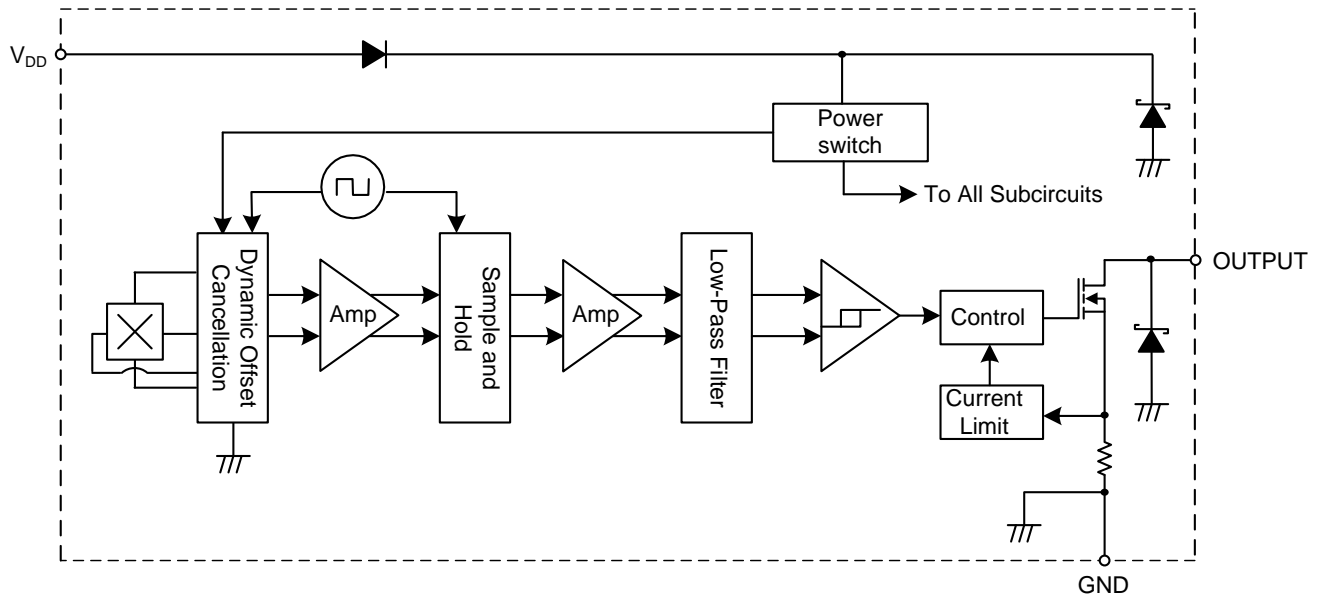 V_DD
Power
switch
To All Subcircuits
Dynamic Offset
Cancellation
Amp
Sample and
Hold
Amp
Low-Pass Filter
Control
Current
Limit
OUTPUT
GND